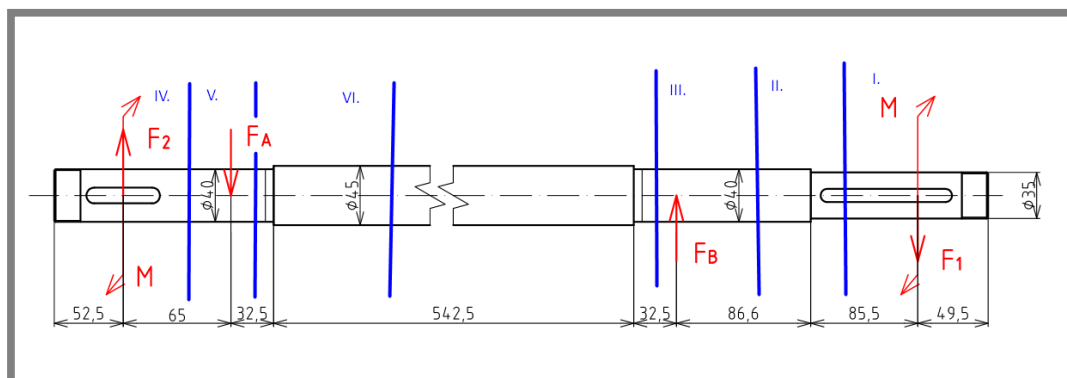 IV.
V.
VI.
III.
II.
I.
F2
FA
M
ϕ40
ϕ45
ϕ40
ϕ35
M
FB
F1
52,5
65
32,5
542,5
32,5
86,6
85,5
49,5